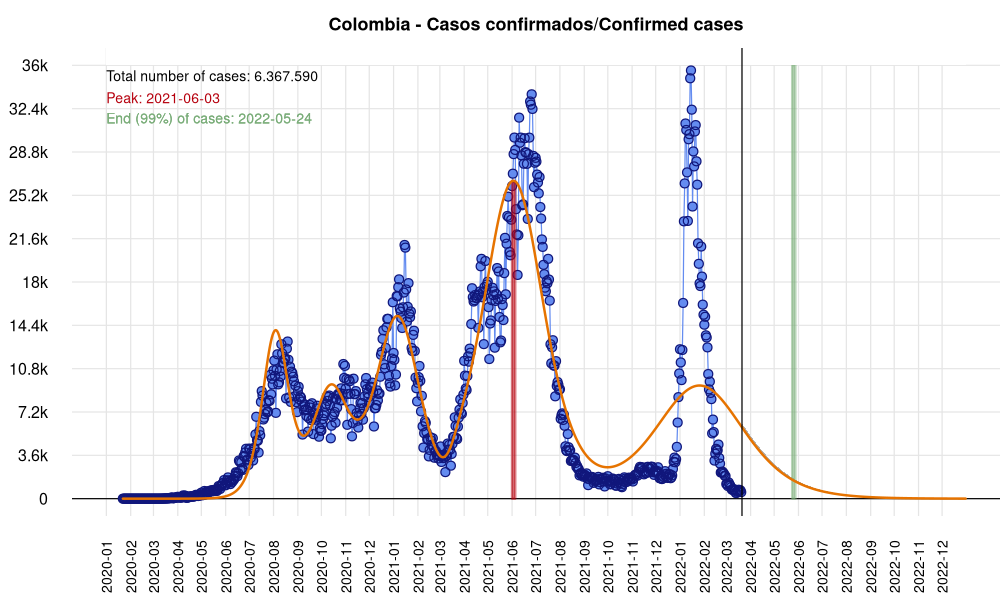 Colombia - Casos confirmados/Confirmed cases
Total number of cases: 6.367.590
Peak: 2021-06-03
End (99%) of cases: 2022-05-24
36k
32.4k
28.8k
25.2k
21.6k
18k
14.4k
10.8k
7.2k
3.6k
0
2020-01
2020-02
2020-03
2020-04
2020-05
2020-06
2020-07
2020-08
2020-09
2020-10
2020-11
2020-12
2021-01
2021-02
2021-03
2021-04
2021-05
2021-06
2021-07
2021-08
2021-09
2021-10
2021-11
2021-12
2022-01
2022-02
2022-03
2022-04
2022-05
2022-06
2022-07
2022-08
2022-09
2022-10
2022-11
2022-12